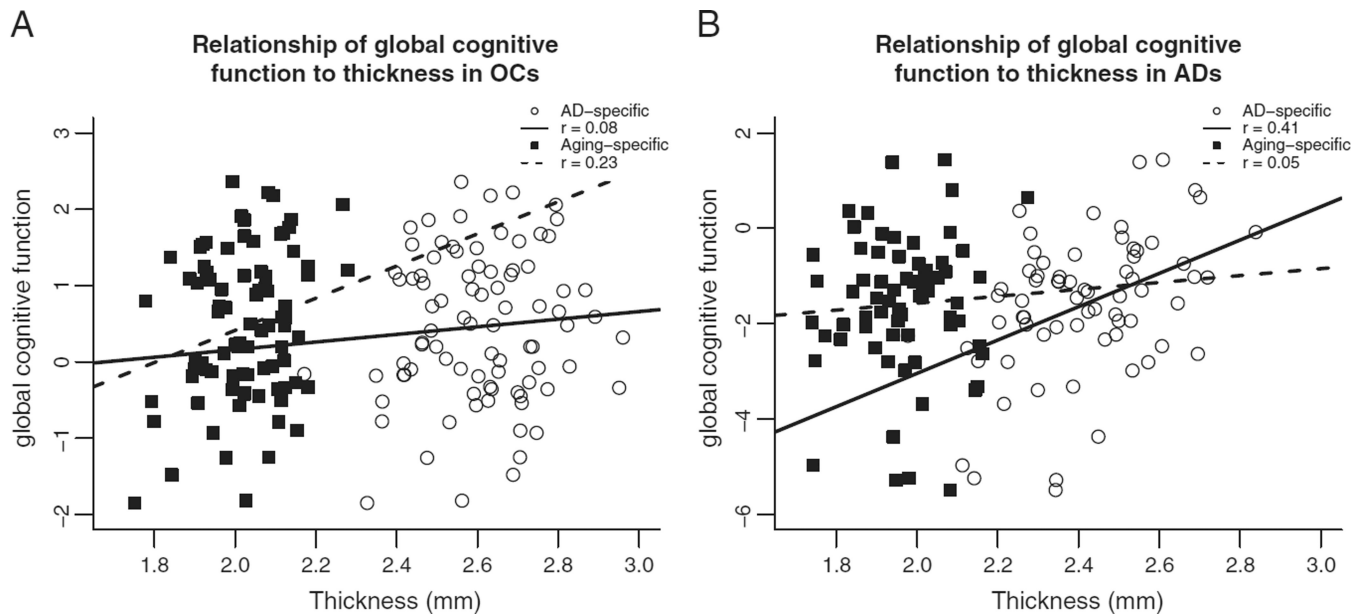 A
Relationship of global cognitive
function to thickness in OCs
AD−specific
r = 0.08
Aging−specific
r = 0.23
global cognitive function
3
2
1
0
−1
−2
1.8 2.0 2.2 2.4 2.6 2.8 3.0
Thickness (mm)
B
Relationship of global cognitive
function to thickness in ADs
AD−specific
r = 0.41
Aging−specific
r = 0.05
global cognitive function
2
0
−2
−4
−6
1.8 2.0 2.2 2.4 2.6 2.8 3.0
Thickness (mm)